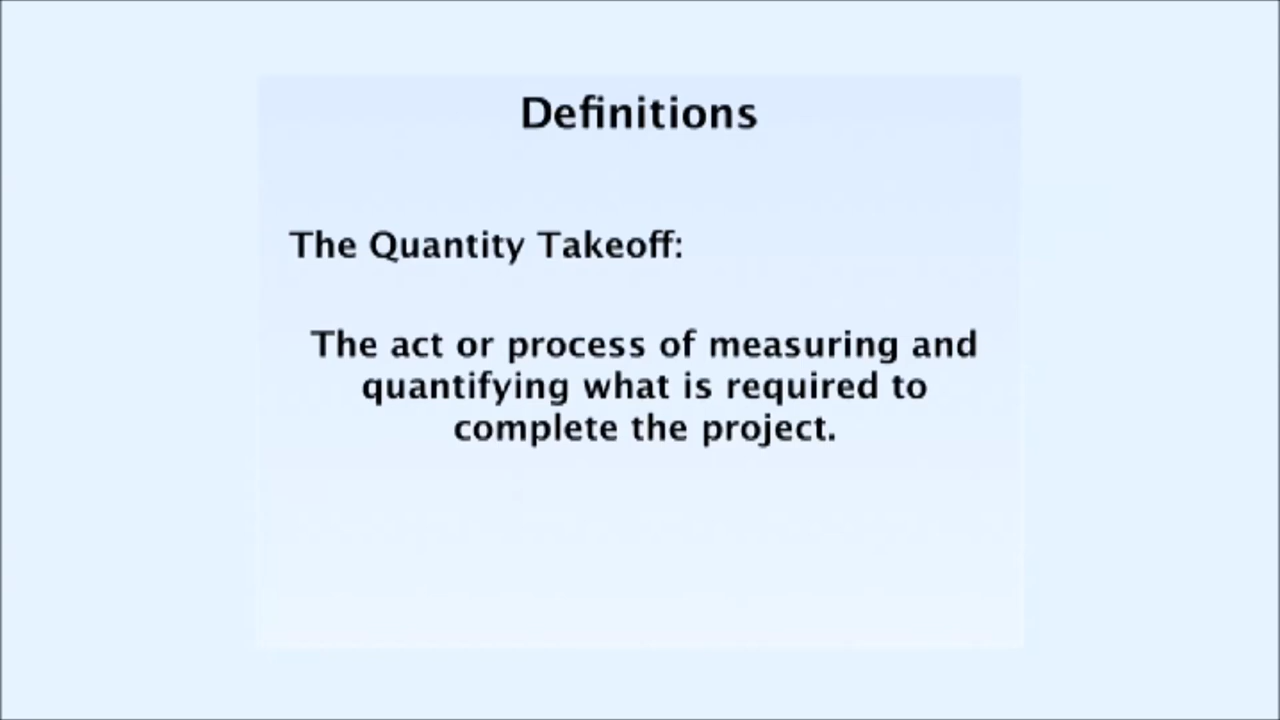 Definitions
The Quantity Takeoff:
The act or process of measuring and
quantifying what is required to
complete the project.